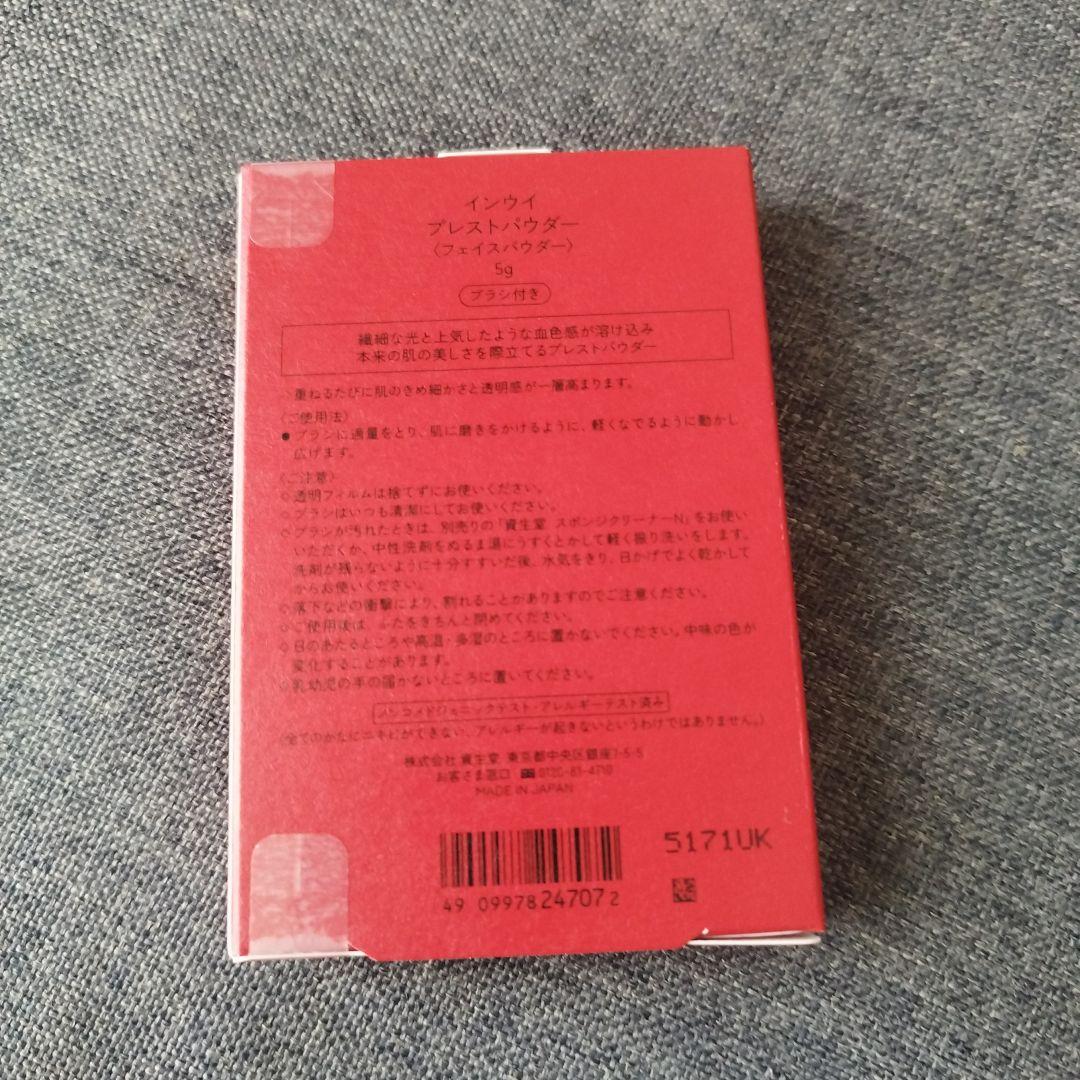 インウイ
プレストパウダー
〈フェイスパウダー〉
5g
ブラシ付き
繊細な光と上気したような血色感が溶け込み
本来の肌の美しさを際立てるプレストパウダー
○重ねるたびに肌のきめ細かさと透明感が一層高まります。
〈ご使用法〉
●ブラシに適量をとり、肌に磨きをかけるように、軽くなでるように動かし
広げます。
〈ご注意〉
○透明フィルムは捨てずにお使いください。
○ブラシはいつも清潔にしてお使いください。
○ブラシが汚れたときは、別売りの「資生堂 スポンジクリーナーN」をお使い
いただくか、中性洗剤をぬるま湯にうすくとかして軽く振り洗いをします。
洗剤が残らないように十分すすいだ後、水気をきり、日かげでよく乾かして
からお使いください。
○落下などの衝撃により、割れることがありますのでご注意ください。
○ご使用後は、ふたをきちんと閉めてください。
○日のあたるところや高温・多湿のところに置かないでください。中味の色が
変化することがあります。
○乳幼児の手の届かないところに置いてください。
ノンコメドジェニックテスト・アレルギーテスト済み
(全てのかたにニキビができない、アレルギーが起きないというわけではありません。)
株式会社 資生堂 東京都中央区銀座7-5-5
お客さま窓口 0120-81-4710
MADE IN JAPAN
5171UK
49 09978 24707 2